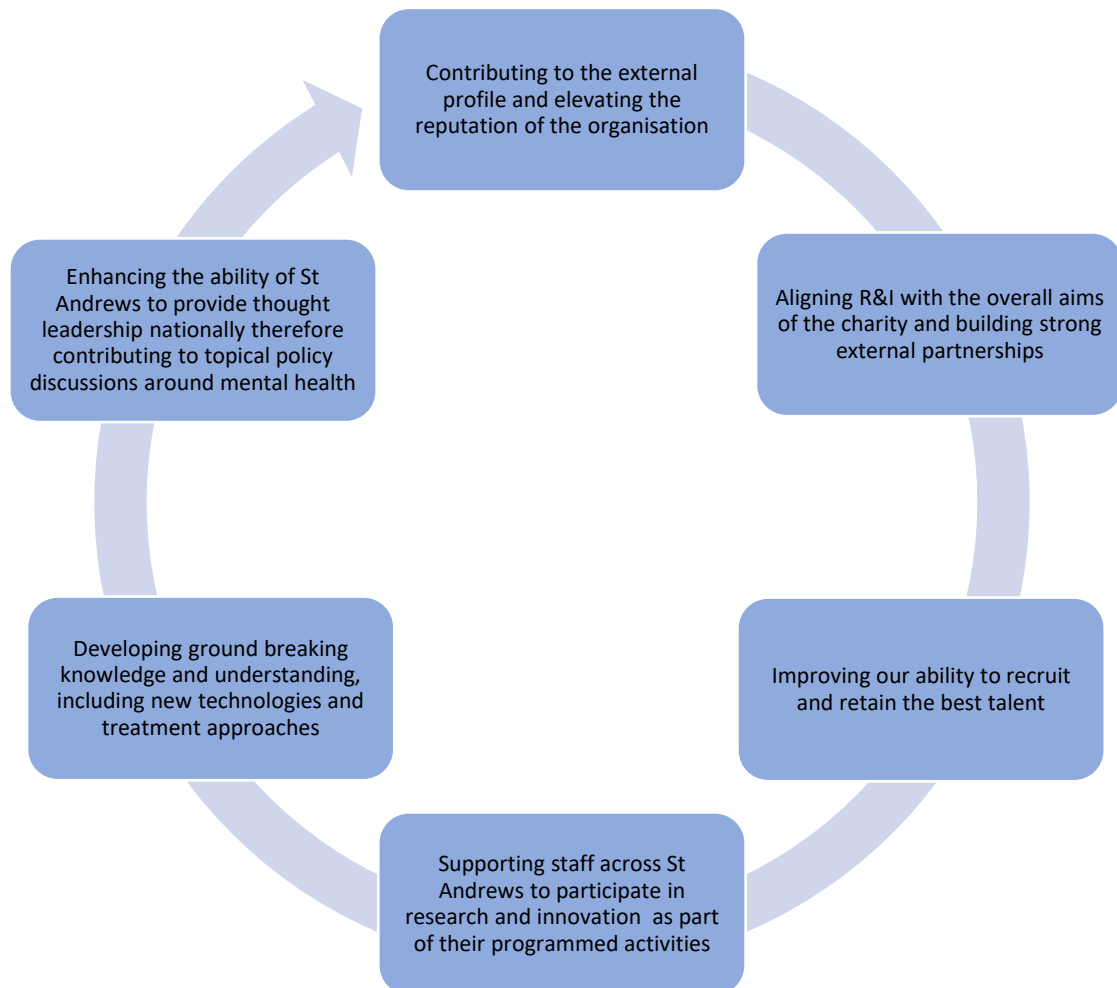 Contributing to the external
profile and elevating the
reputation of the organisation
Aligning R&I with the overall aims
of the charity and building strong
external partnerships
Improving our ability to recruit
and retain the best talent
Supporting staff across St
Andrews to participate in
research and innovation  as part
of their programmed activities
Developing ground breaking
knowledge and understanding,
including new technologies and
treatment approaches
Enhancing the ability of St
Andrews to provide thought
leadership nationally therefore
contributing to topical policy
discussions around mental health